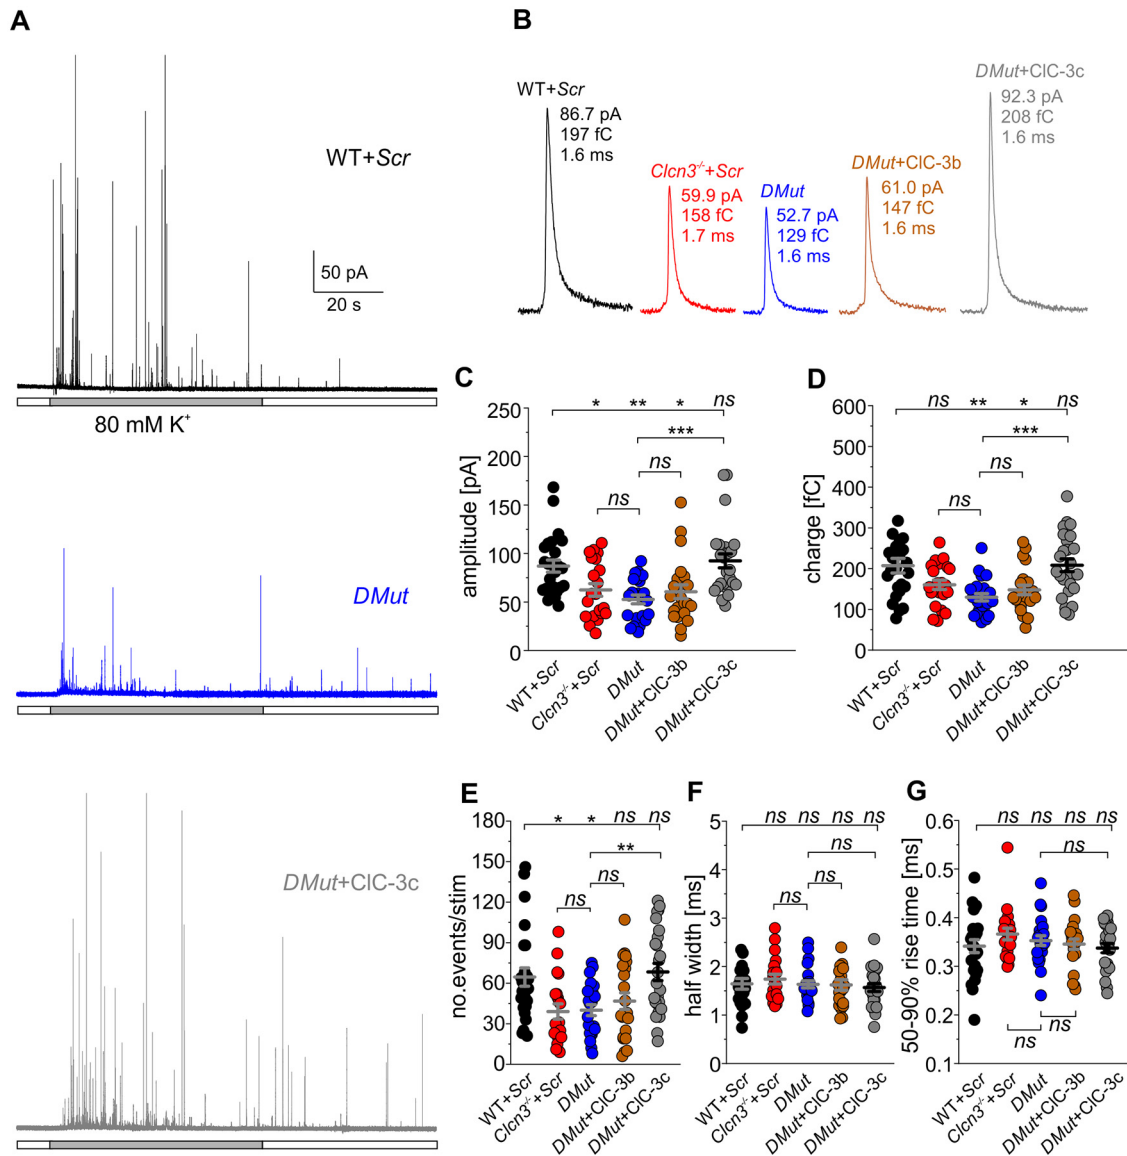 A
WT+Scr
50 pA
20 s
80 mM K⁺
DMut
DMut+ClC-3c
B
WT+Scr
86.7 pA
197 fC
1.6 ms
Clcn3⁻/⁻+Scr
59.9 pA
158 fC
1.7 ms
DMut
52.7 pA
129 fC
1.6 ms
DMut+ClC-3b
61.0 pA
147 fC
1.6 ms
DMut+ClC-3c
92.3 pA
208 fC
1.6 ms
C
* ** * ns
***
ns
ns
amplitude [pA]
250
200
150
100
50
0
WT+Scr
Clcn3⁻/⁻+Scr
DMut
DMut+ClC-3b
DMut+ClC-3c
D
ns ** * ns
***
ns
ns
charge [fC]
600
500
400
300
200
100
0
WT+Scr
Clcn3⁻/⁻+Scr
DMut
DMut+ClC-3b
DMut+ClC-3c
E
* * ns ns
**
ns
ns
no.events/stim
180
150
120
90
60
30
0
WT+Scr
Clcn3⁻/⁻+Scr
DMut
DMut+ClC-3b
DMut+ClC-3c
F
ns ns ns ns
ns
ns
ns
half width [ms]
5
4
3
2
1
0
WT+Scr
Clcn3⁻/⁻+Scr
DMut
DMut+ClC-3b
DMut+ClC-3c
G
ns ns ns ns
ns
50-90% rise time [ms]
0.6
0.5
0.4
0.3
0.2
0.1
ns
ns
WT+Scr
Clcn3⁻/⁻+Scr
DMut
DMut+ClC-3b
DMut+ClC-3c